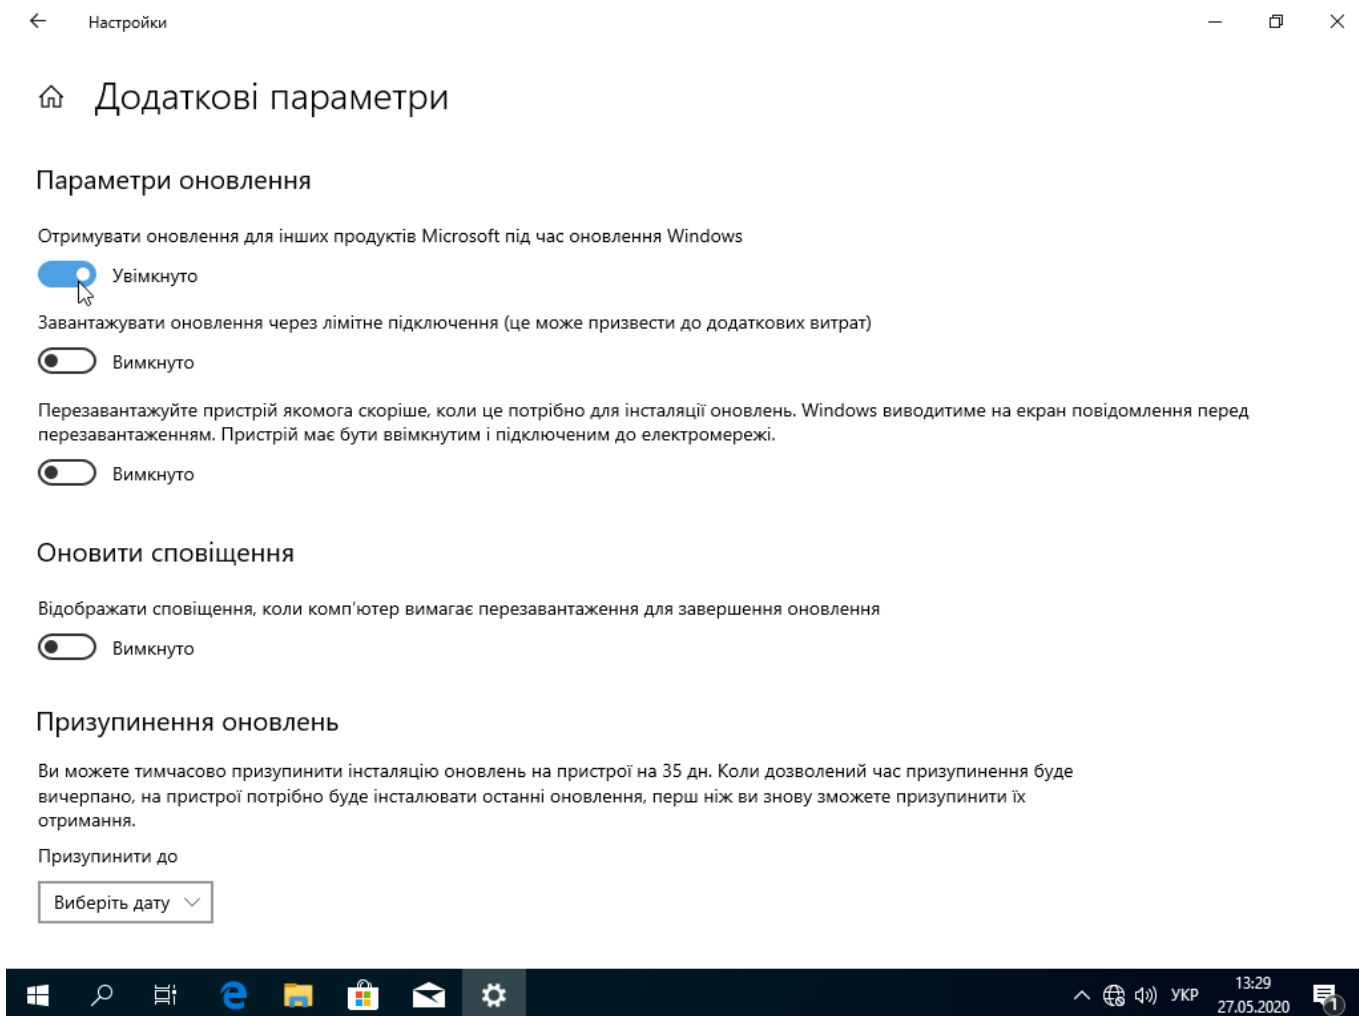 Настройки
Додаткові параметри
Параметри оновлення
Отримувати оновлення для інших продуктів Microsoft під час оновлення Windows
Увімкнуто
Завантажувати оновлення через лімітне підключення (це може призвести до додаткових витрат)
Вимкнуто
Перезавантажуйте пристрій якомога скоріше, коли це потрібно для інсталяції оновлень. Windows виводитиме на екран повідомлення перед
перезавантаженням. Пристрій має бути ввімкнутим і підключеним до електромережі.
Вимкнуто
Оновити сповіщення
Відображати сповіщення, коли комп’ютер вимагає перезавантаження для завершення оновлення
Вимкнуто
Призупинення оновлень
Ви можете тимчасово призупинити інсталяцію оновлень на пристрої на 35 дн. Коли дозволений час призупинення буде
вичерпано, на пристрої потрібно буде інсталювати останні оновлення, перш ніж ви знову зможете призупинити їх
отримання.
Призупинити до
Виберіть дату
УКР
13:29
27.05.2020
1